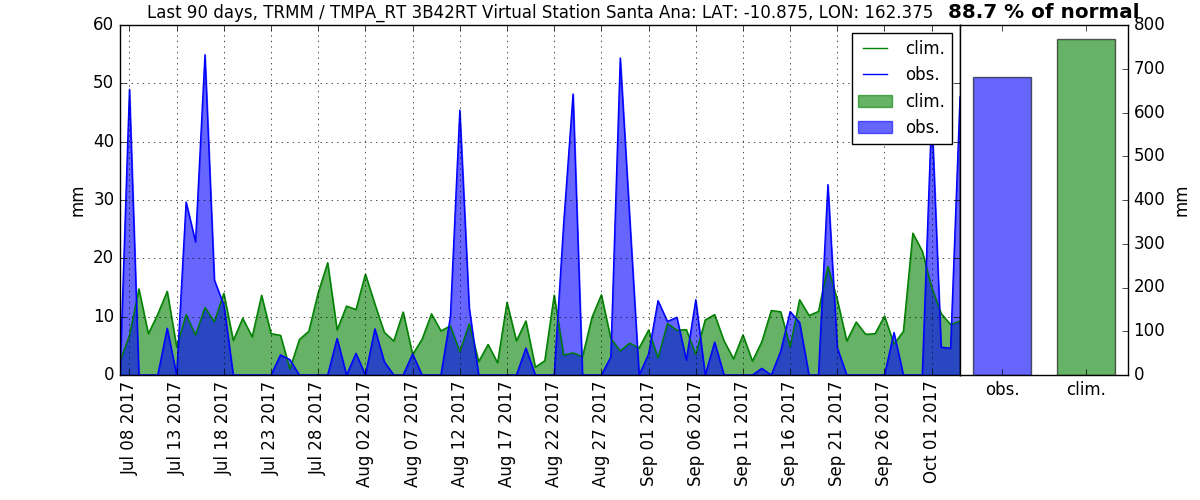 Last 90 days, TRMM / TMPA_RT 3B42RT Virtual Station Santa Ana: LAT: -10.875, LON: 162.375 88.7 % of normal
clim.
obs.
clim.
obs.
60
50
40
30
20
10
0
mm
800
700
600
500
400
300
200
100
0
mm
Jul 08 2017
Jul 13 2017
Jul 18 2017
Jul 23 2017
Jul 28 2017
Aug 02 2017
Aug 07 2017
Aug 12 2017
Aug 17 2017
Aug 22 2017
Aug 27 2017
Sep 01 2017
Sep 06 2017
Sep 11 2017
Sep 16 2017
Sep 21 2017
Sep 26 2017
Oct 01 2017
obs. clim.